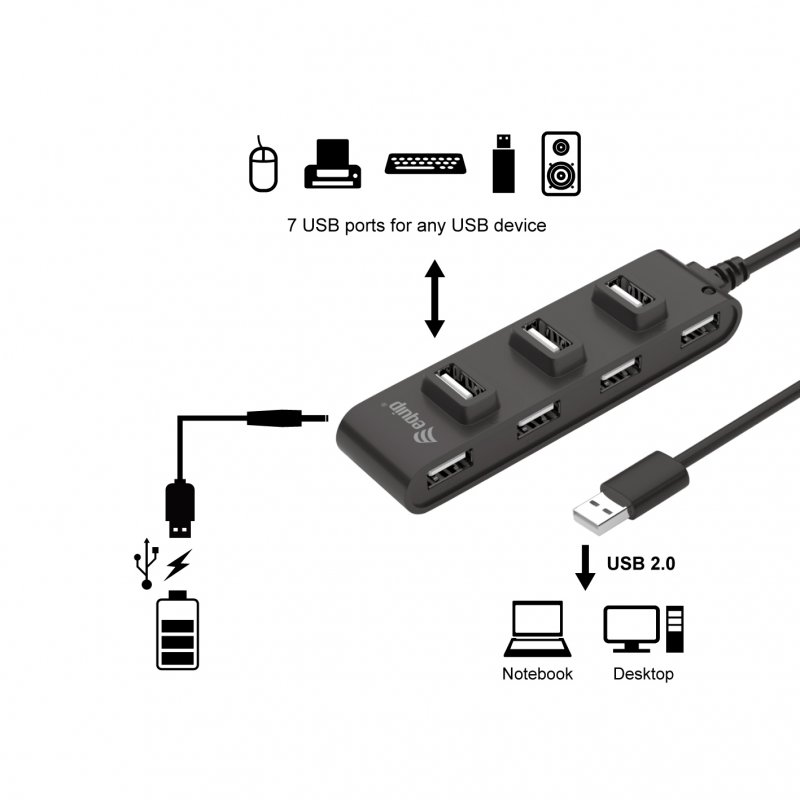 7 USB ports for any USB device
equip®
USB 2.0
Notebook
Desktop